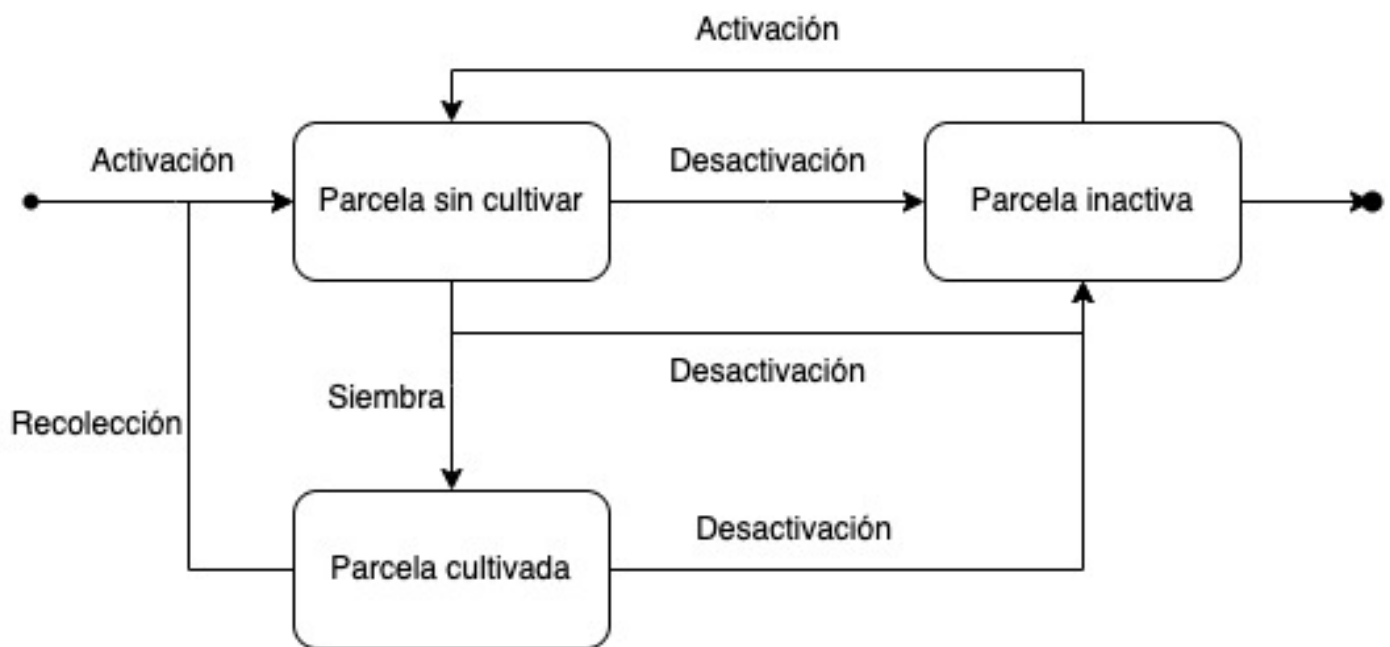 Activación
Activación
Desactivación
Parcela sin cultivar
Parcela inactiva
Desactivación
Siembra
Recolección
Desactivación
Parcela cultivada